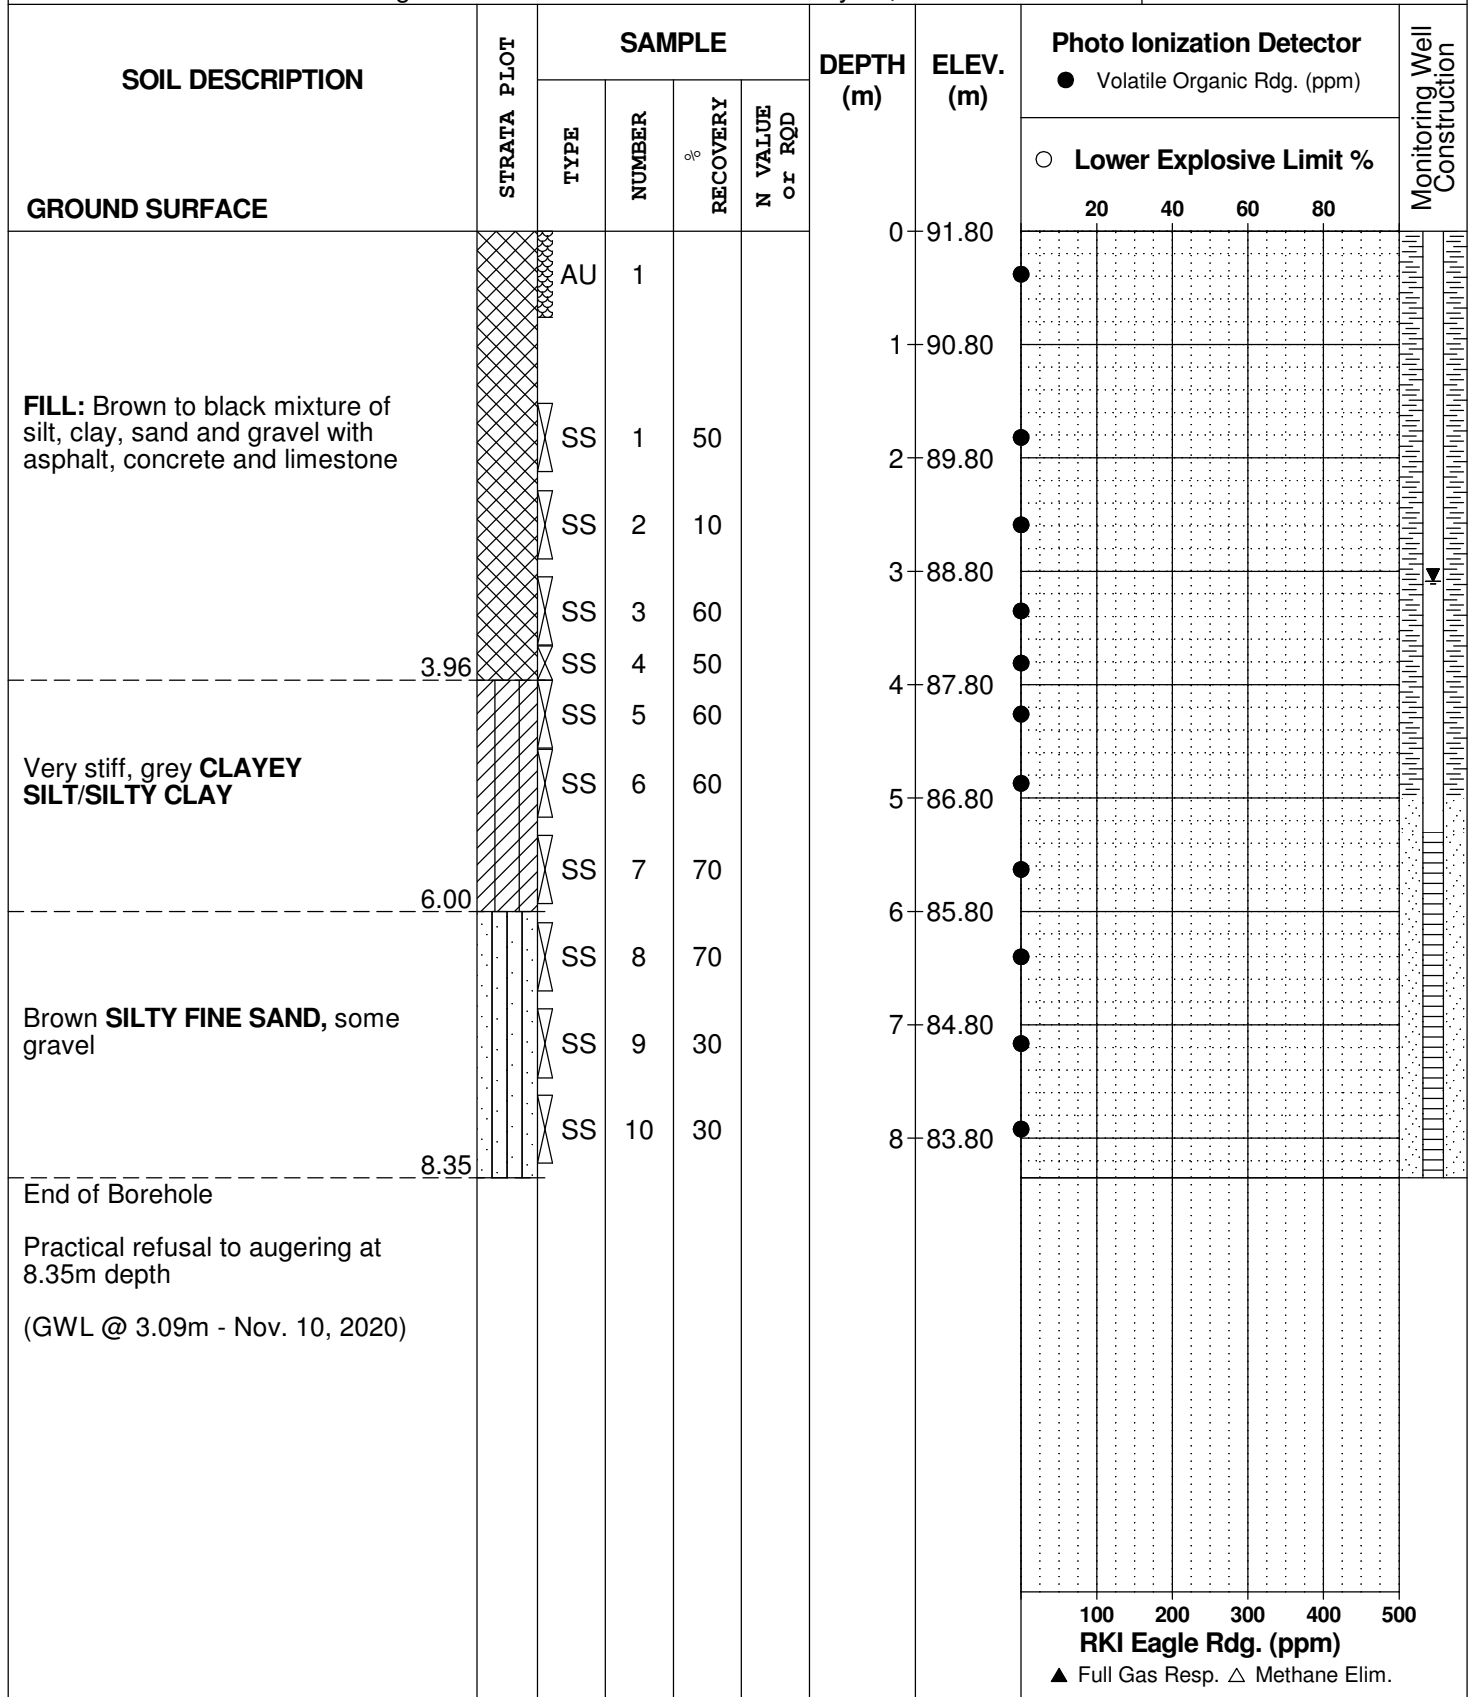 SOIL DESCRIPTION
GROUND SURFACE
STRATA PLOT
SAMPLE
TYPE
NUMBER
%
RECOVERY
N VALUE
or RQD
DEPTH
(m)
ELEV.
(m)
Photo Ionization Detector
● Volatile Organic Rdg. (ppm)
○ Lower Explosive Limit %
20 40 60 80
Monitoring Well
Construction
0 91.80
AU 1
1 90.80
FILL: Brown to black mixture of
silt, clay, sand and gravel with
asphalt, concrete and limestone
SS 1 50
2 89.80
SS 2 10
3 88.80
SS 3 60
3.96
SS 4 50
4 87.80
SS 5 60
Very stiff, grey CLAYEY
SILT/SILTY CLAY
SS 6 60
5 86.80
SS 7 70
6.00
6 85.80
SS 8 70
Brown SILTY FINE SAND, some
gravel
7 84.80
SS 9 30
SS 10 30
8 83.80
8.35
End of Borehole
Practical refusal to augering at
8.35m depth
(GWL @ 3.09m - Nov. 10, 2020)
100 200 300 400 500
RKI Eagle Rdg. (ppm)
▲ Full Gas Resp. △ Methane Elim.